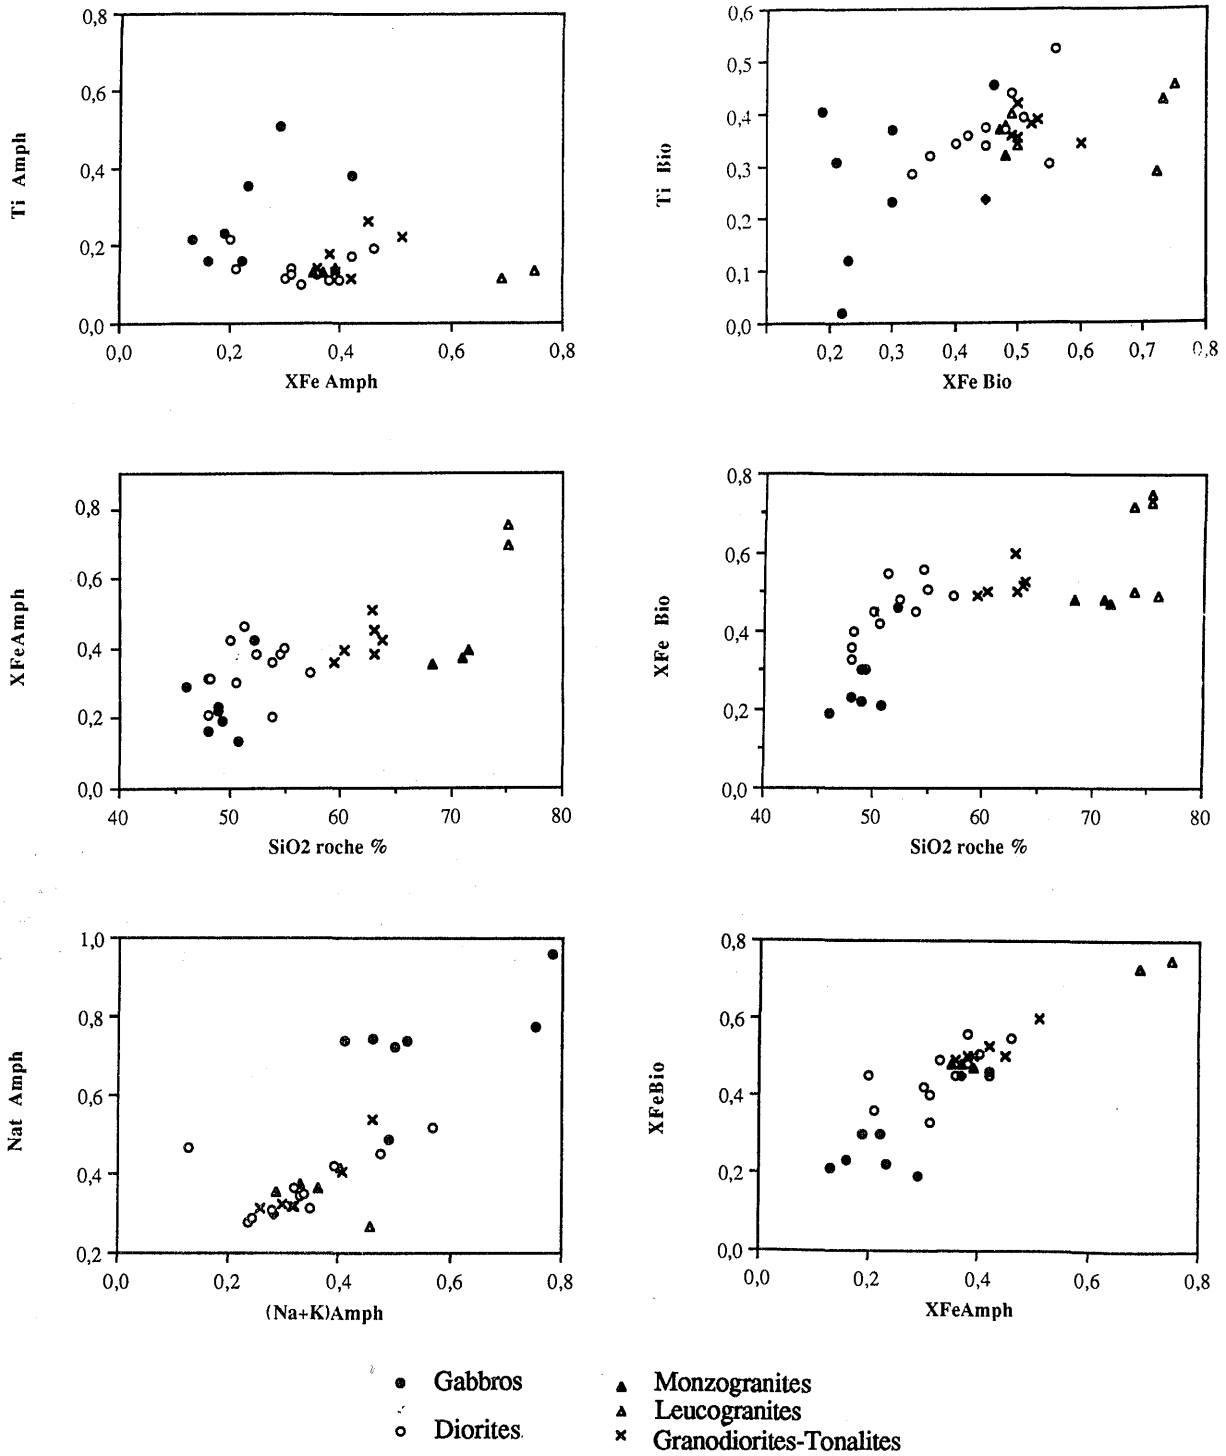 Ti Amph
0,8
0,6
0,4
0,2
0,0
0,0 0,2 0,4 0,6 0,8
XFe Amph
Ti Bio
0,6
0,5
0,4
0,3
0,2
0,1
0,0
0,2 0,3 0,4 0,5 0,6 0,7 0,8
XFe Bio
XFeAmph
0,8
0,6
0,4
0,2
0,0
40 50 60 70 80
SiO2 roche %
XFe Bio
0,8
0,6
0,4
0,2
0,0
40 50 60 70 80
SiO2 roche %
Nat Amph
1,0
0,8
0,6
0,4
0,2
0,0 0,2 0,4 0,6 0,8
(Na+K)Amph
XFeBio
0,8
0,6
0,4
0,2
0,0
0,0 0,2 0,4 0,6 0,8
XFeAmph
Gabbros
Diorites
Monzogranites
Leucogranites
Granodiorites-Tonalites